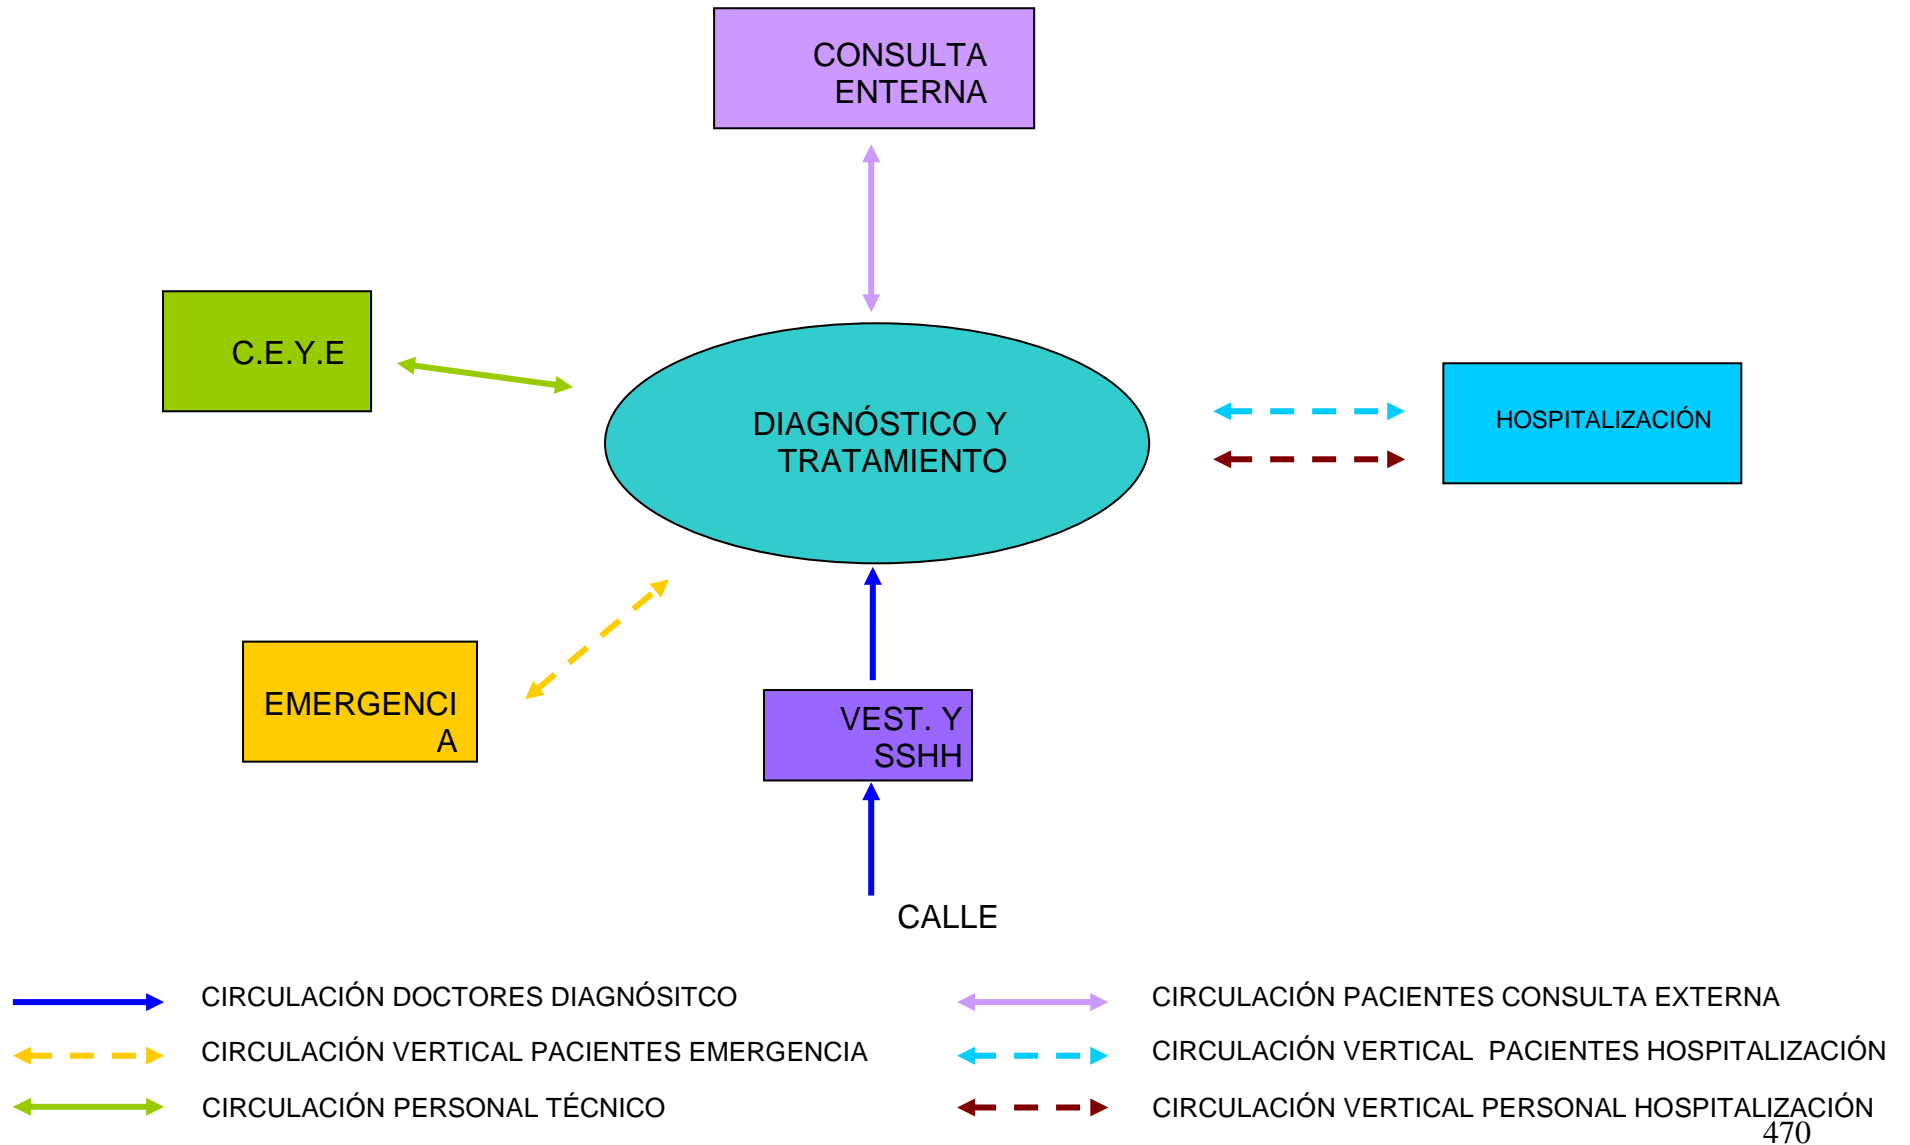 CONSULTA
ENTERNA
C.E.Y.E
DIAGNÓSTICO Y
TRATAMIENTO
HOSPITALIZACIÓN
EMERGENCI
A
VEST. Y
SSHH
CALLE
CIRCULACIÓN DOCTORES DIAGNÓSITCO
CIRCULACIÓN VERTICAL PACIENTES EMERGENCIA
CIRCULACIÓN PERSONAL TÉCNICO
CIRCULACIÓN PACIENTES CONSULTA EXTERNA
CIRCULACIÓN VERTICAL PACIENTES HOSPITALIZACIÓN
CIRCULACIÓN VERTICAL PERSONAL HOSPITALIZACIÓN
470